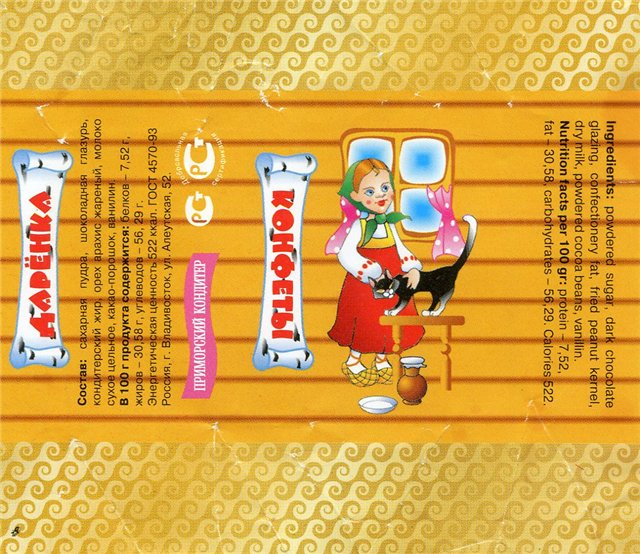 ДАРЁНКА
Состав: сахарная пудра, шоколадная глазурь,
кондитерский жир, орех арахис жареный, молоко
сухое цельное, какао-порошок, ванилин.
В 100 г продукта содержится: белков – 7,52 г,
жиров – 30,58 г, углеводов – 56, 29 г.
Энергетическая ценность 522 ккал. ГОСТ 4570-93
Россия, г. Владивосток, ул. Алеутская, 52.
Добровольная сертификация
РСТ
РСТ
ПРИМОРСКИЙ КОНДИТЕР
КОНФЕТЫ
Ingredients: powdered sugar, dark chocolate
glazing, confectionery fat, fried peanut kernel,
dry milk, powdered cocoa beans, vanillin.
Nutrition facts per 100 gr: protein – 7,52,
fat – 30,58, carbohydrates – 56,29. Calories 522.